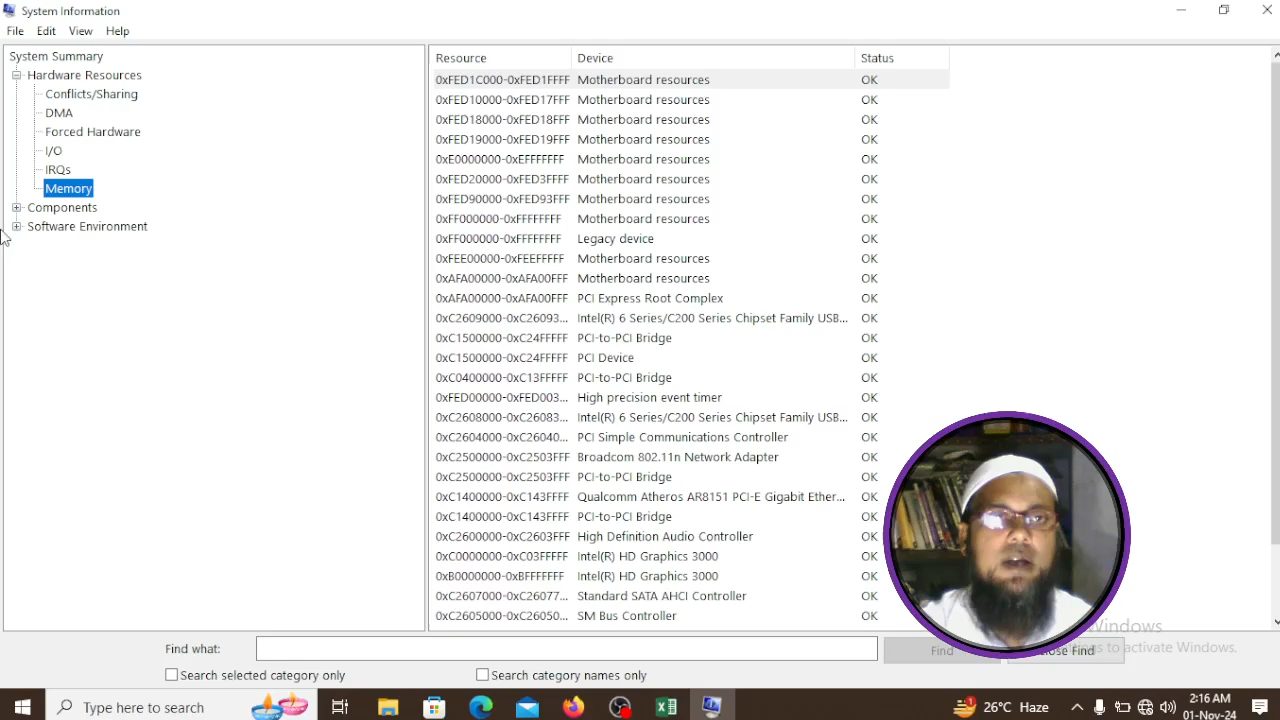 System Information
File Edit View Help
System Summary
Hardware Resources
Conflicts/Sharing
DMA
Forced Hardware
I/O
IRQs
Memory
Components
Software Environment
Resource Device Status
0xFED1C000-0xFED1FFFF Motherboard resources OK
0xFED10000-0xFED17FFF Motherboard resources OK
0xFED18000-0xFED18FFF Motherboard resources OK
0xFED19000-0xFED19FFF Motherboard resources OK
0xE0000000-0xEFFFFFFF Motherboard resources OK
0xFED20000-0xFED3FFFF Motherboard resources OK
0xFED90000-0xFED93FFF Motherboard resources OK
0xFF000000-0xFFFFFFFF Motherboard resources OK
0xFF000000-0xFFFFFFFF Legacy device OK
0xFEE00000-0xFEEFFFFF Motherboard resources OK
0xAFA00000-0xAFA00FFF Motherboard resources OK
0xAFA00000-0xAFA00FFF PCI Express Root Complex OK
0xC2609000-0xC26093... Intel(R) 6 Series/C200 Series Chipset Family USB... OK
0xC1500000-0xC24FFFFF PCI-to-PCI Bridge OK
0xC1500000-0xC24FFFFF PCI Device OK
0xC0400000-0xC13FFFFF PCI-to-PCI Bridge OK
0xFED00000-0xFED003... High precision event timer OK
0xC2608000-0xC26083... Intel(R) 6 Series/C200 Series Chipset Family USB... OK
0xC2604000-0xC26040... PCI Simple Communications Controller OK
0xC2500000-0xC2503FFF Broadcom 802.11n Network Adapter OK
0xC2500000-0xC2503FFF PCI-to-PCI Bridge OK
0xC1400000-0xC143FFFF Qualcomm Atheros AR8151 PCI-E Gigabit Ether... OK
0xC1400000-0xC143FFFF PCI-to-PCI Bridge OK
0xC2600000-0xC2603FFF High Definition Audio Controller OK
0xC0000000-0xC03FFFFF Intel(R) HD Graphics 3000 OK
0xB0000000-0xBFFFFFFF Intel(R) HD Graphics 3000 OK
0xC2607000-0xC26077... Standard SATA AHCI Controller OK
0xC2605000-0xC26050... SM Bus Controller OK
Windows
to activate Windows.
Find what: Find Close Find
Search selected category only Search category names only
Type here to search 26°C Haze 2:16 AM
01-Nov-24